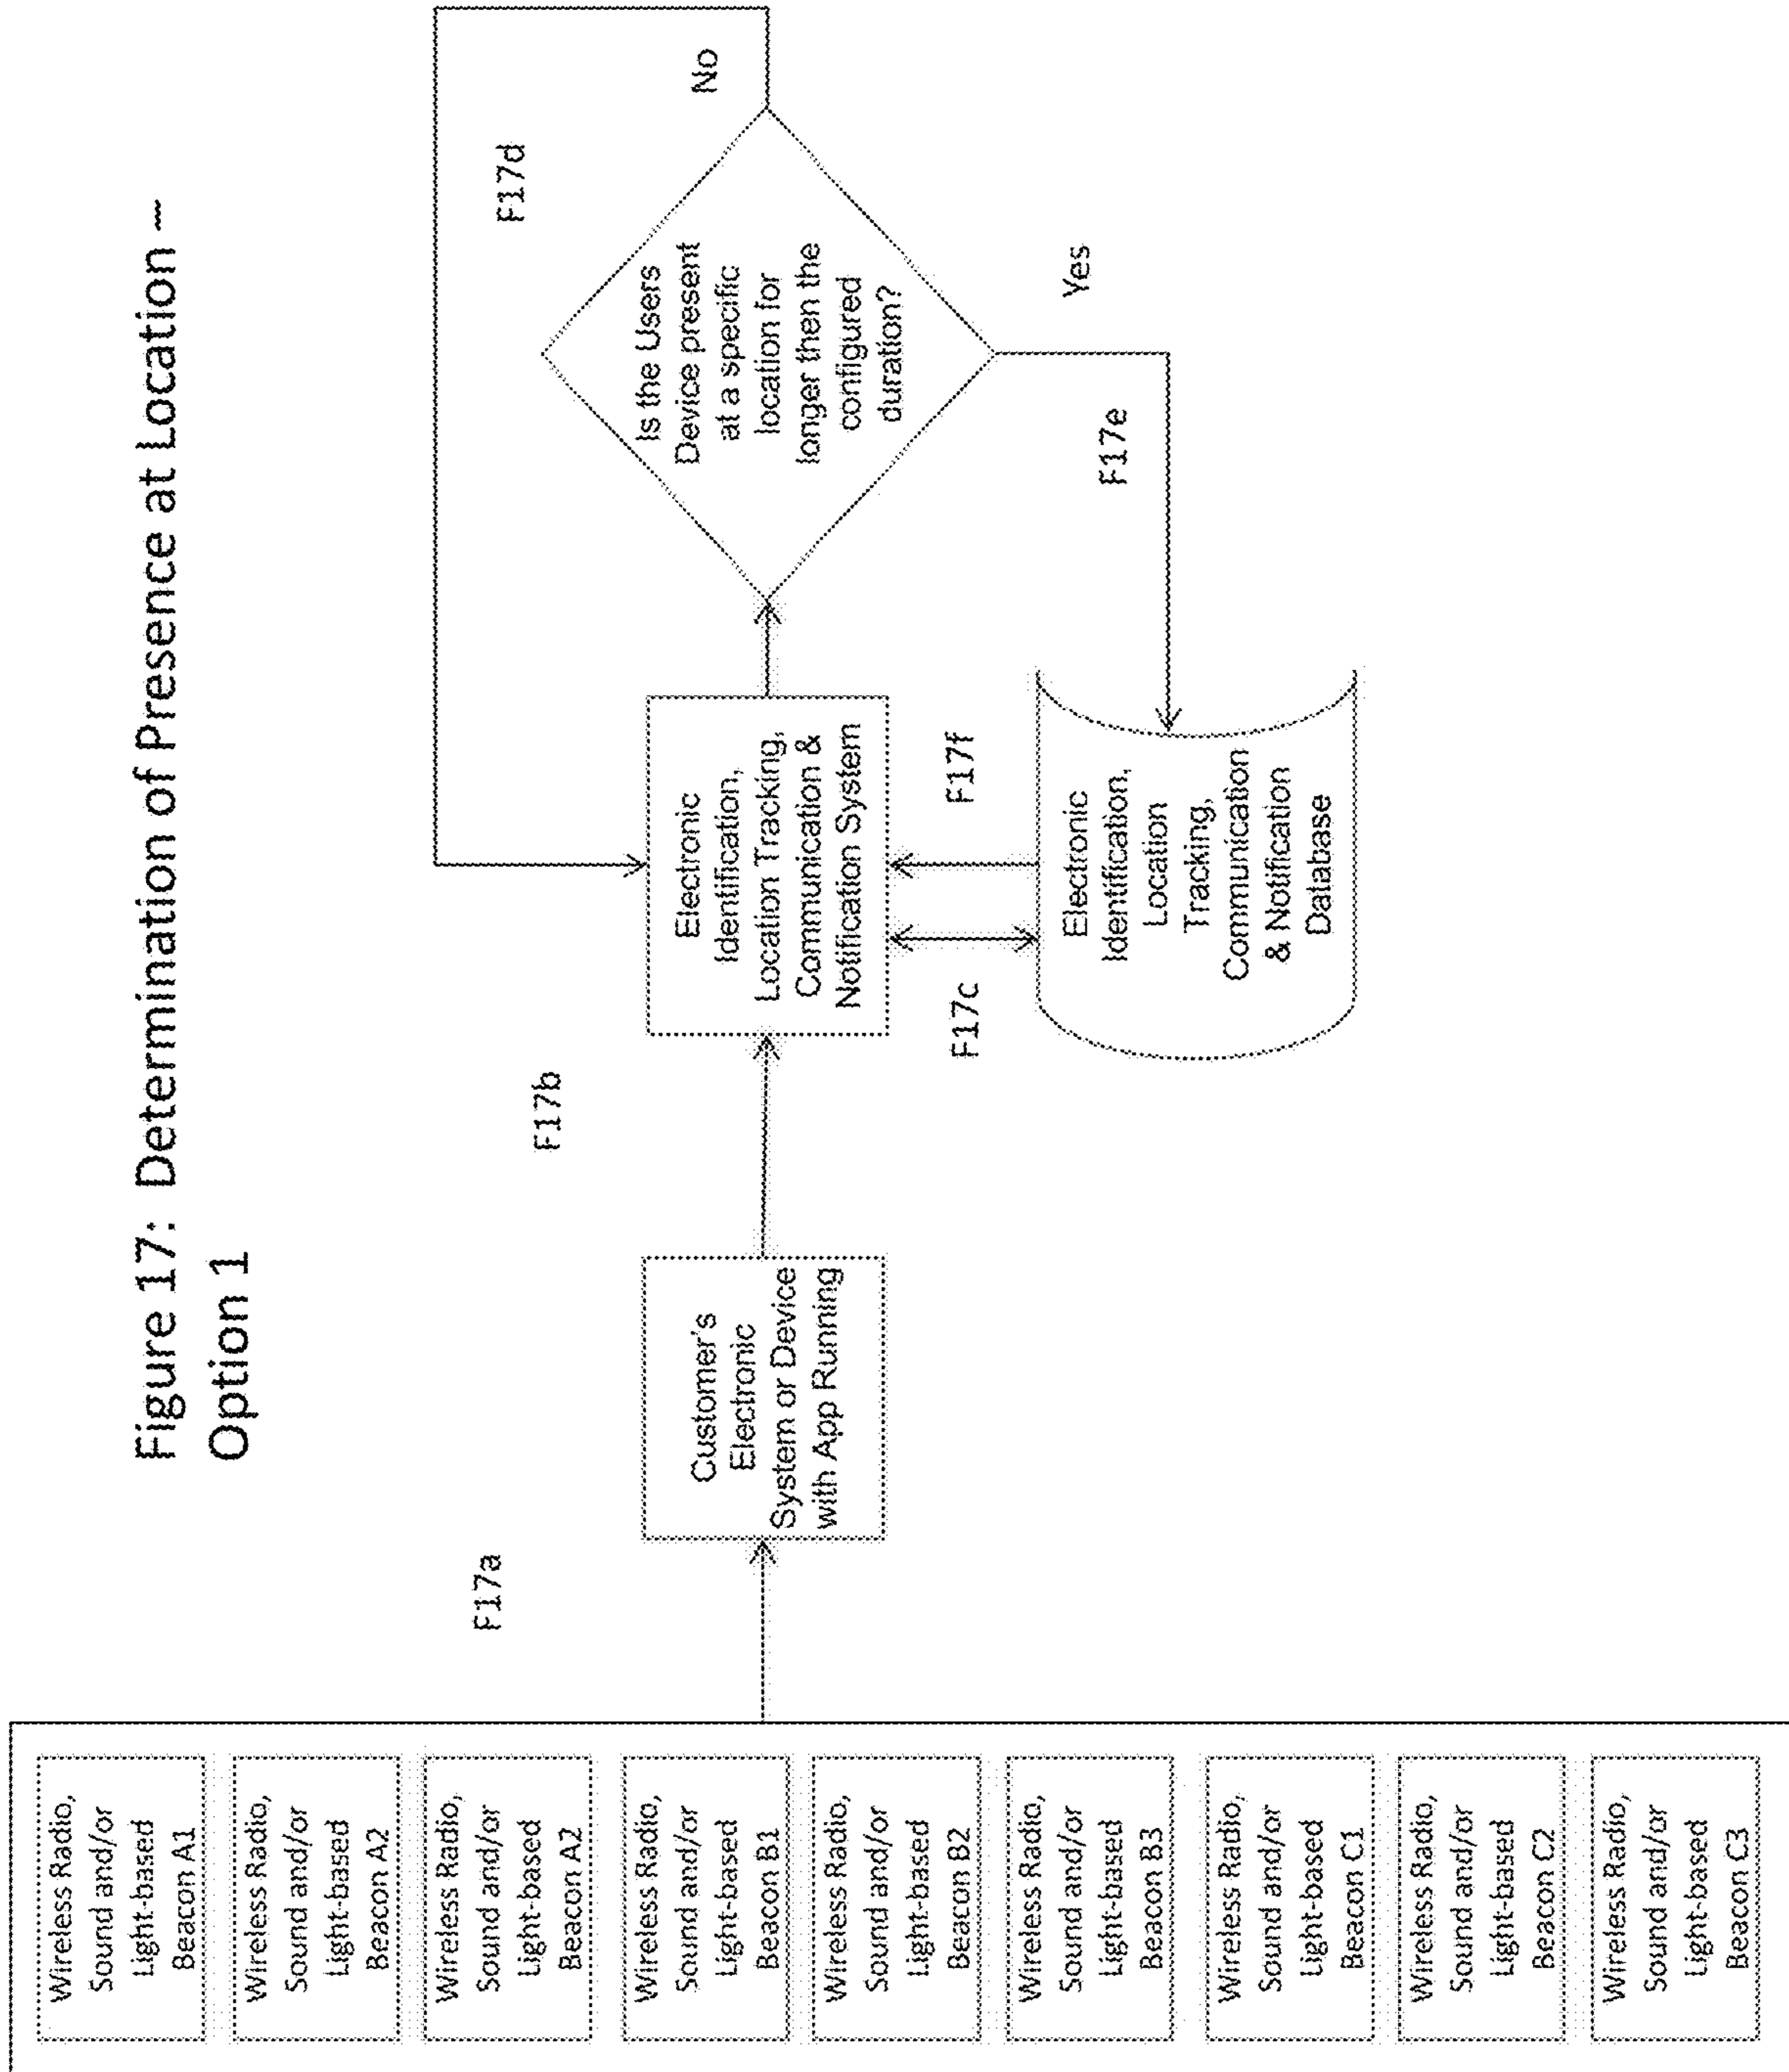 Figure 17: Determination of Presence at Location –
Option 1
Wireless Radio,
Sound and/or
Light-based
Beacon A1
Wireless Radio,
Sound and/or
Light-based
Beacon A2
Wireless Radio,
Sound and/or
Light-based
Beacon A2
Wireless Radio,
Sound and/or
Light-based
Beacon B1
Wireless Radio,
Sound and/or
Light-based
Beacon B2
Wireless Radio,
Sound and/or
Light-based
Beacon B3
Wireless Radio,
Sound and/or
Light-based
Beacon C1
Wireless Radio,
Sound and/or
Light-based
Beacon C2
Wireless Radio,
Sound and/or
Light-based
Beacon C3
F17a
Customer's
Electronic
System or Device
with App Running
F17b
Electronic
Identification,
Location Tracking,
Communication &
Notification System
F17c
F17f
Electronic
Identification,
Location
Tracking,
Communication
& Notification
Database
F17d
No
Is the Users
Device present
at a specific
location for
longer then the
configured
duration?
Yes
F17e